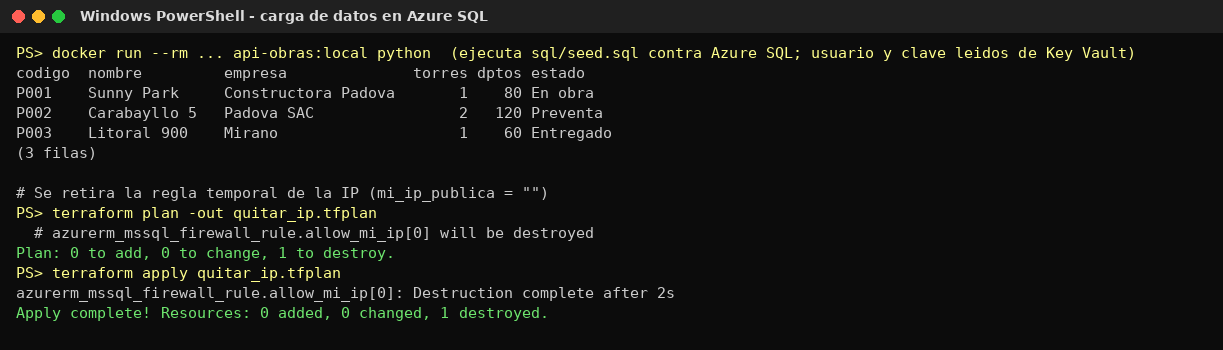 Windows PowerShell - carga de datos en Azure SQL
PS> docker run --rm ... api-obras:local python  (ejecuta sql/seed.sql contra Azure SQL; usuario y clave leidos de Key Vault)
codigo  nombre         empresa              torres dptos estado
P001    Sunny Park     Constructora Padova       1    80 En obra
P002    Carabayllo 5   Padova SAC                2   120 Preventa
P003    Litoral 900    Mirano                    1    60 Entregado
(3 filas)
# Se retira la regla temporal de la IP (mi_ip_publica = "")
PS> terraform plan -out quitar_ip.tfplan
  # azurerm_mssql_firewall_rule.allow_mi_ip[0] will be destroyed
Plan: 0 to add, 0 to change, 1 to destroy.
PS> terraform apply quitar_ip.tfplan
azurerm_mssql_firewall_rule.allow_mi_ip[0]: Destruction complete after 2s
Apply complete! Resources: 0 added, 0 changed, 1 destroyed.